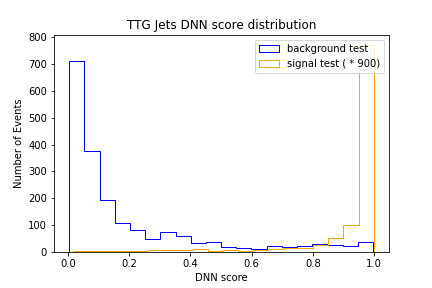 TTG Jets DNN score distribution
background test
signal test ( * 900)
Number of Events
800
700
600
500
400
300
200
100
0
0.0 0.2 0.4 0.6 0.8 1.0
DNN score